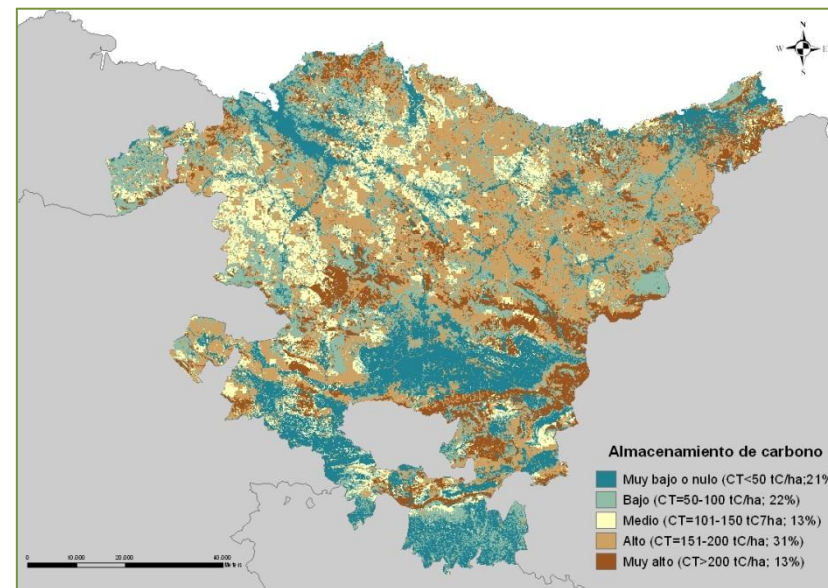 N
W E
S
Almacenamiento de carbono
Muy bajo o nulo (CT<50 tC/ha;21%
Bajo (CT=50-100 tC/ha; 22%)
Medio (CT=101-150 tC7ha; 13%)
Alto (CT=151-200 tC/ha; 31%)
Muy alto (CT>200 tC/ha; 13%)
0 10.000 20.000 40.000